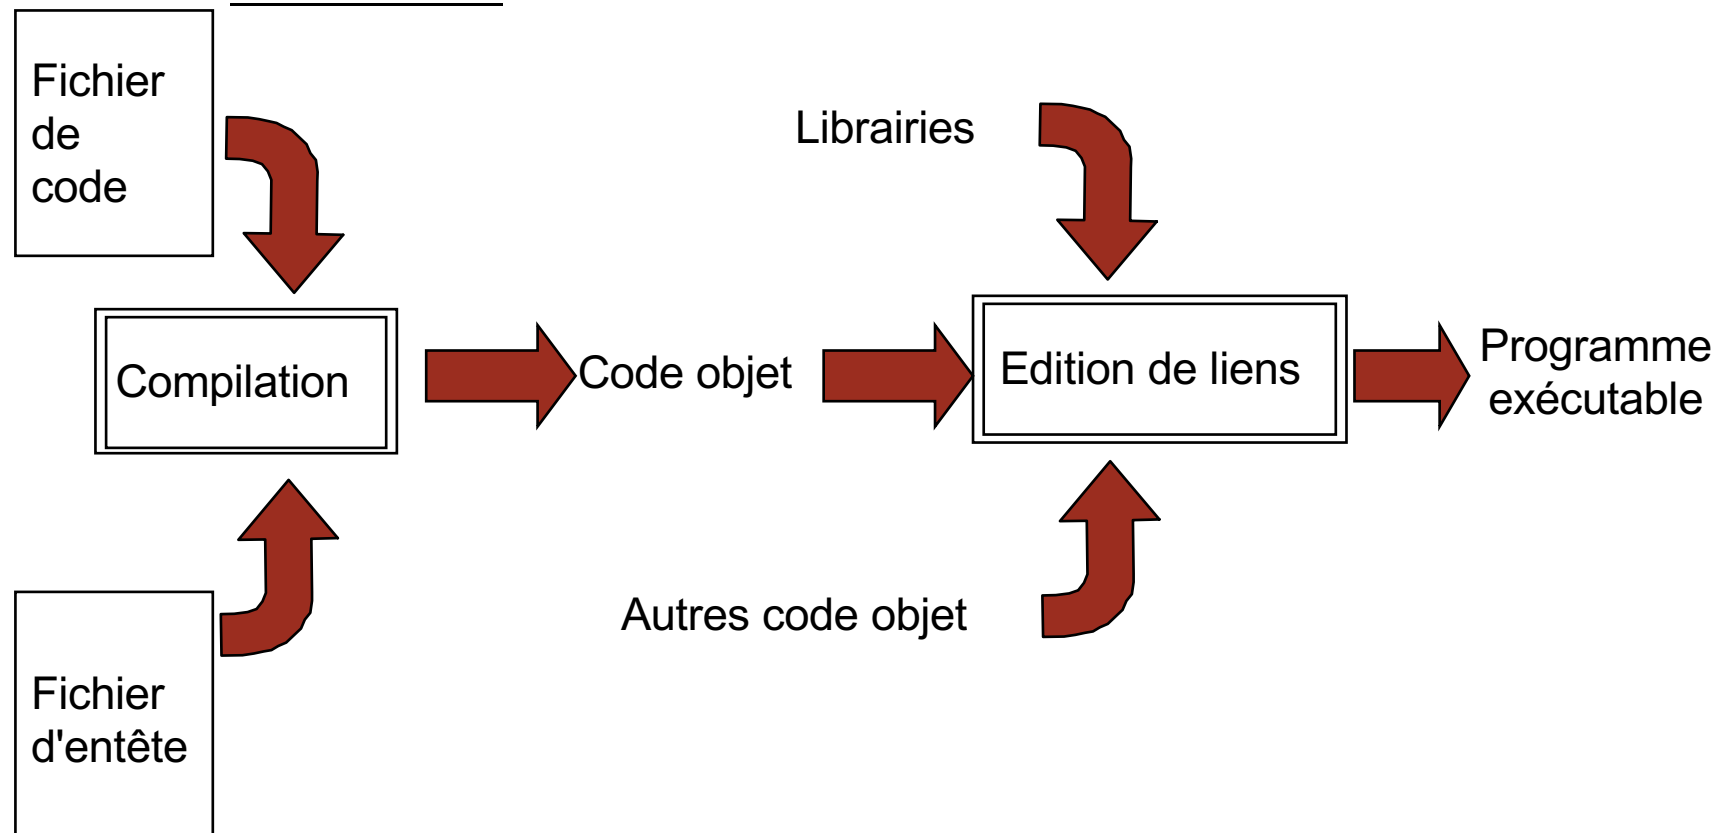 Fichier
de
code
Librairies
Compilation
Code objet
Edition de liens
Programme
exécutable
Autres code objet
Fichier
d'entête